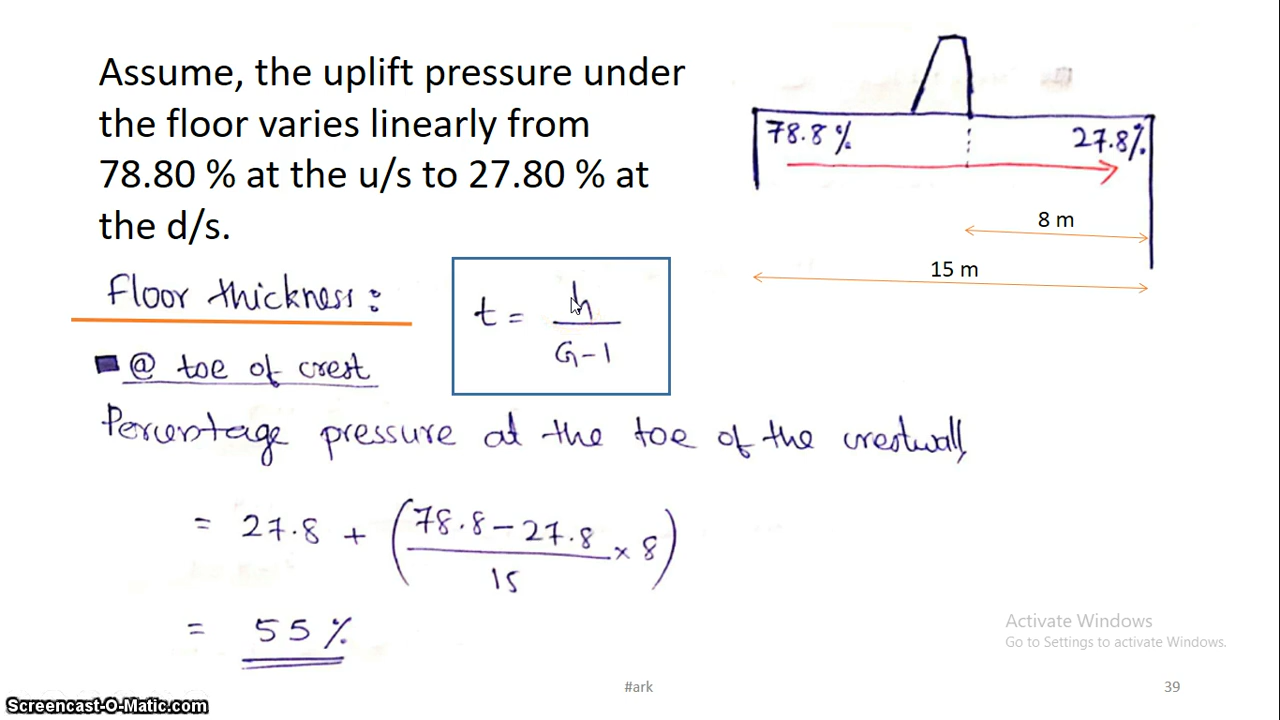 Assume, the uplift pressure under
the floor varies linearly from
78.80 % at the u/s to 27.80 % at
the d/s.
78.8%
27.8%
8 m
15 m
Floor thickness:
t = h / G-1
@ toe of crest
Percentage pressure at the toe of the crestwall,
= 27.8 + (78.8 - 27.8 / 15 × 8)
= 55%
Activate Windows
Go to Settings to activate Windows.
#ark
39
Screencast-O-Matic.com